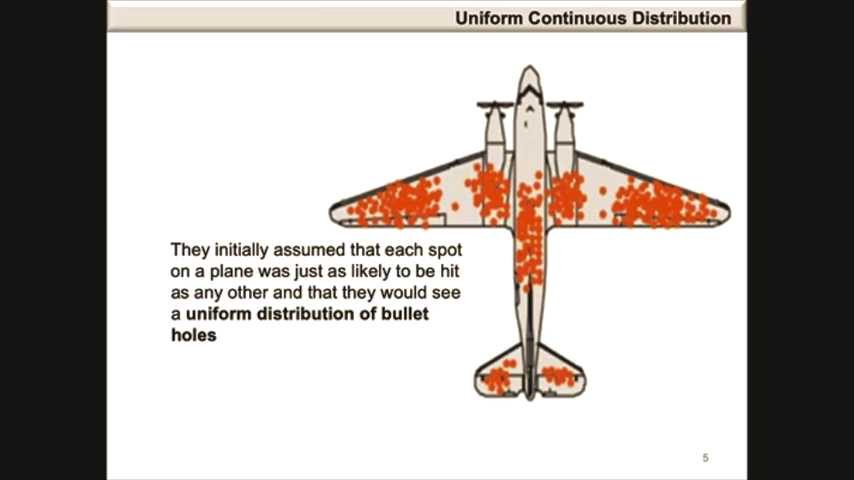 Uniform Continuous Distribution
They initially assumed that each spot
on a plane was just as likely to be hit
as any other and that they would see
a uniform distribution of bullet
holes
5